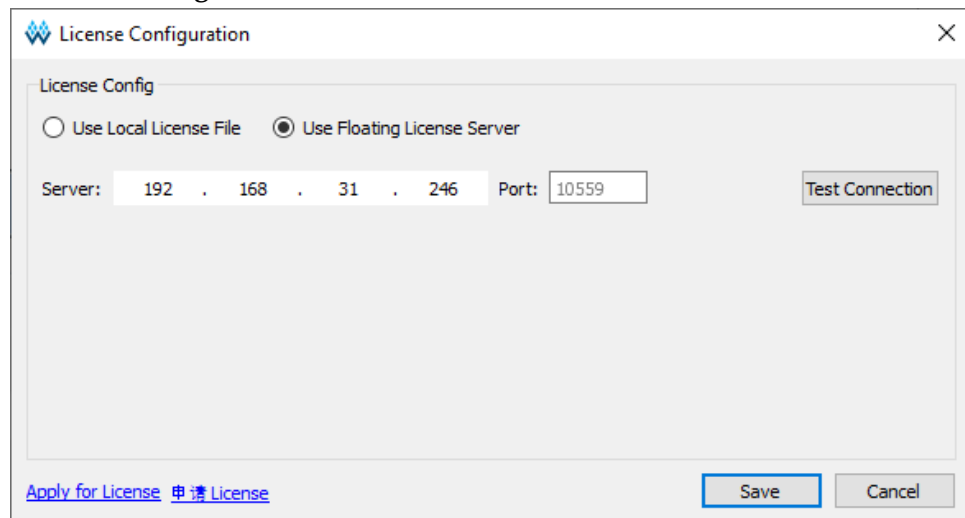 License Configuration
License Config
Use Local License File Use Floating License Server
Server: 192 . 168 . 31 . 246 Port: 10559 Test Connection
Apply for License 申请 License Save Cancel